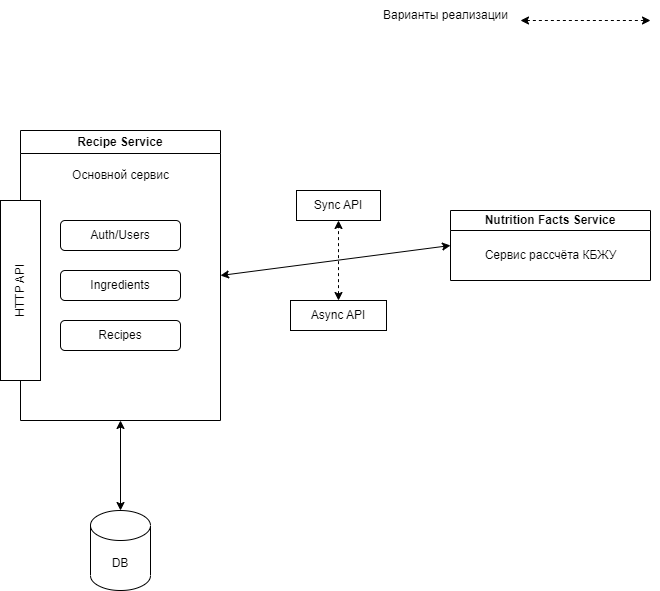 Варианты реализации
Recipe Service
Основной сервис
HTTP API
Auth/Users
Ingredients
Recipes
Sync API
Async API
Nutrition Facts Service
Сервис рассчёта КБЖУ
DB